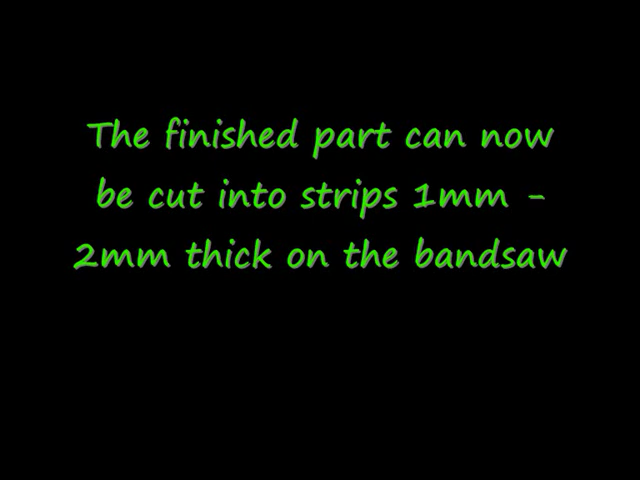 The finished part can now
be cut into strips 1mm -
2mm thick on the bandsaw